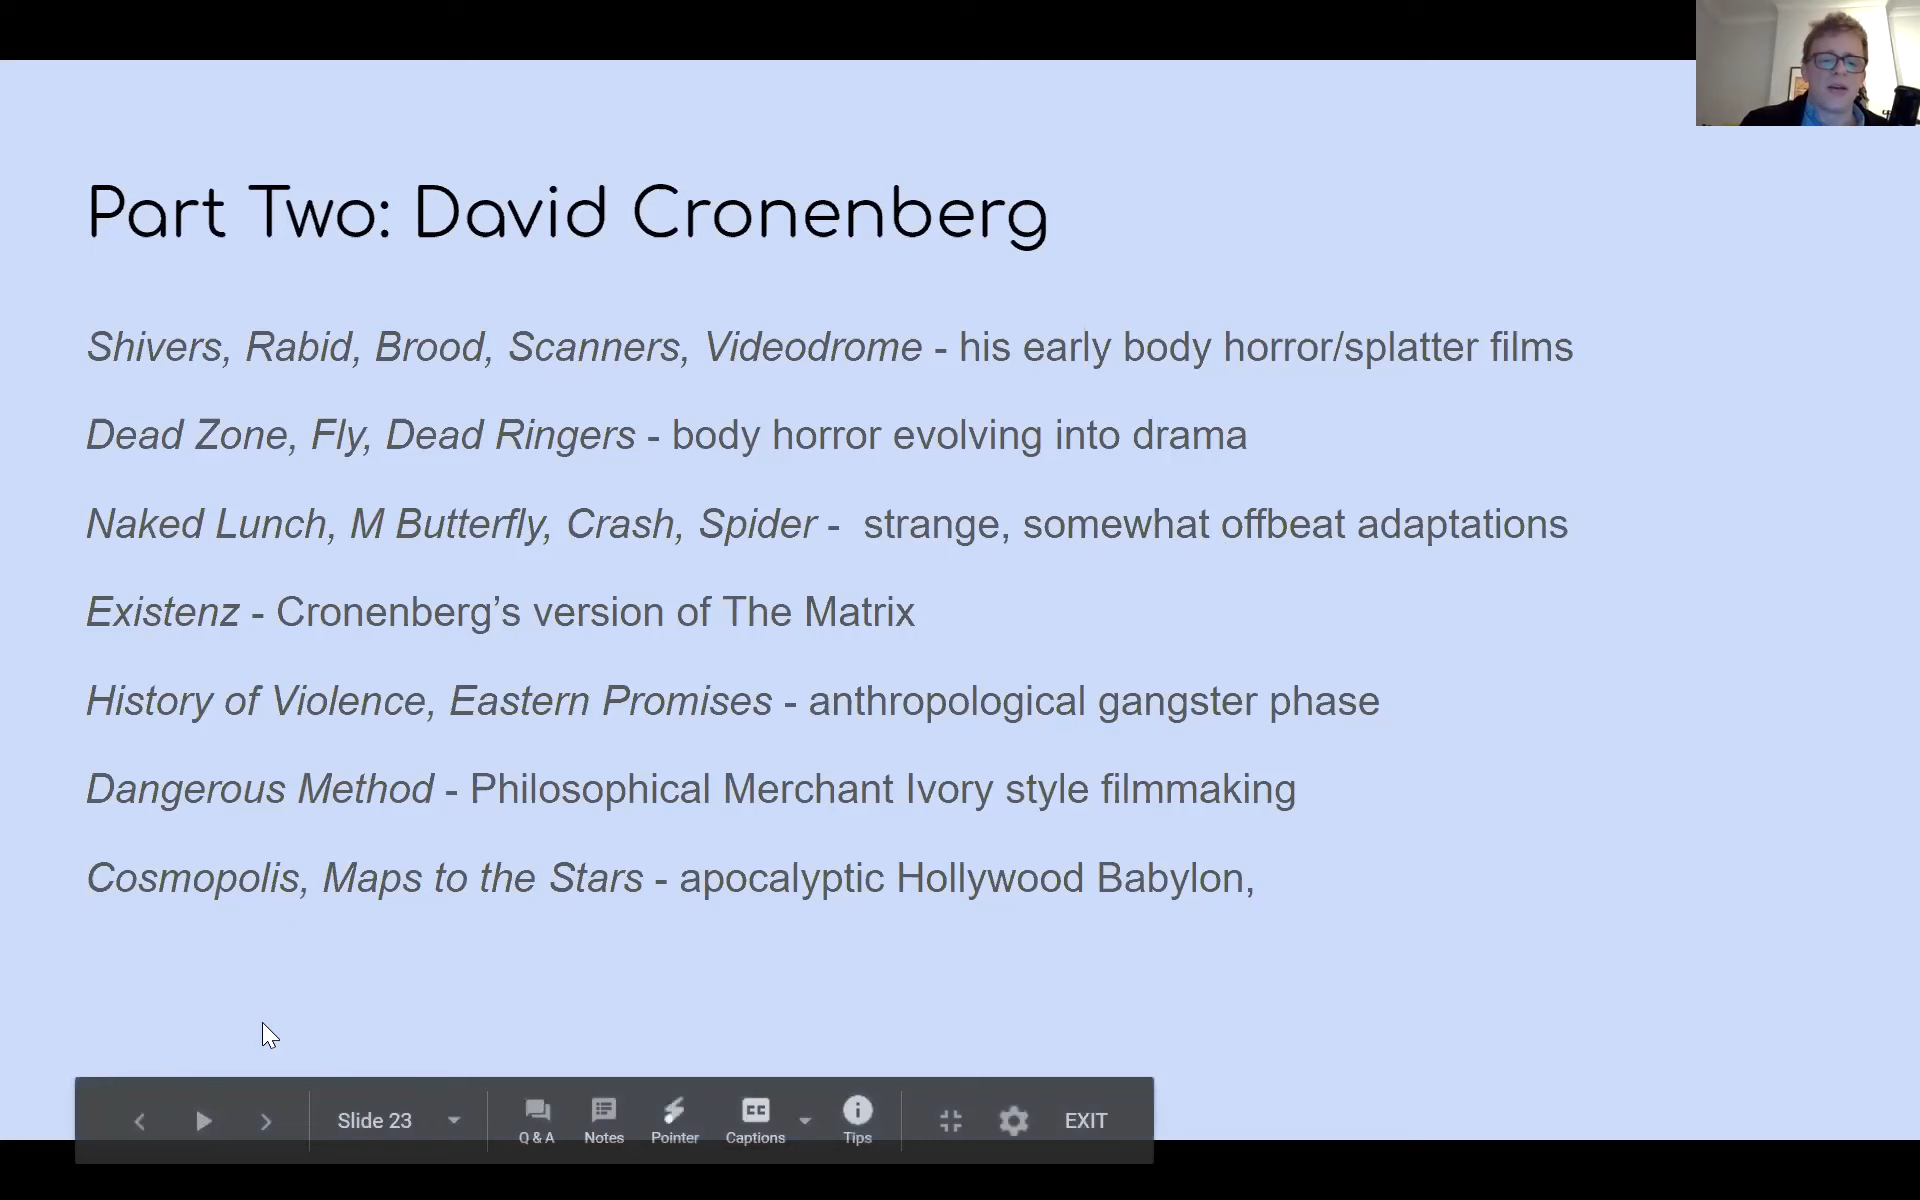 Part Two: David Cronenberg
Shivers, Rabid, Brood, Scanners, Videodrome - his early body horror/splatter films
Dead Zone, Fly, Dead Ringers - body horror evolving into drama
Naked Lunch, M Butterfly, Crash, Spider -  strange, somewhat offbeat adaptations
Existenz - Cronenberg’s version of The Matrix
History of Violence, Eastern Promises - anthropological gangster phase
Dangerous Method - Philosophical Merchant Ivory style filmmaking
Cosmopolis, Maps to the Stars - apocalyptic Hollywood Babylon,
Slide 23 Q & A Notes Pointer CC Captions Tips EXIT